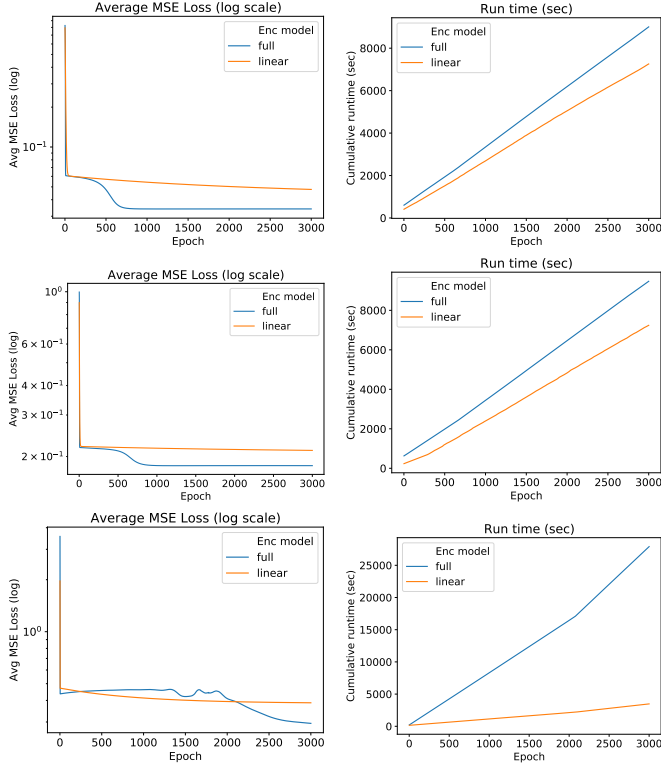 Average MSE Loss (log scale)
Avg MSE Loss (log)
10⁻¹
Enc model
full
linear
0 500 1000 1500 2000 2500 3000
Epoch
Run time (sec)
Cumulative runtime (sec)
8000
6000
4000
2000
0
Enc model
full
linear
0 500 1000 1500 2000 2500 3000
Epoch
Average MSE Loss (log scale)
Avg MSE Loss (log)
10⁰
6 × 10⁻¹
4 × 10⁻¹
3 × 10⁻¹
2 × 10⁻¹
Enc model
full
linear
0 500 1000 1500 2000 2500 3000
Epoch
Run time (sec)
Cumulative runtime (sec)
8000
6000
4000
2000
0
Enc model
full
linear
0 500 1000 1500 2000 2500 3000
Epoch
Average MSE Loss (log scale)
Avg MSE Loss (log)
10⁰
Enc model
full
linear
0 500 1000 1500 2000 2500 3000
Epoch
Run time (sec)
Cumulative runtime (sec)
25000
20000
15000
10000
5000
0
Enc model
full
linear
0 500 1000 1500 2000 2500 3000
Epoch